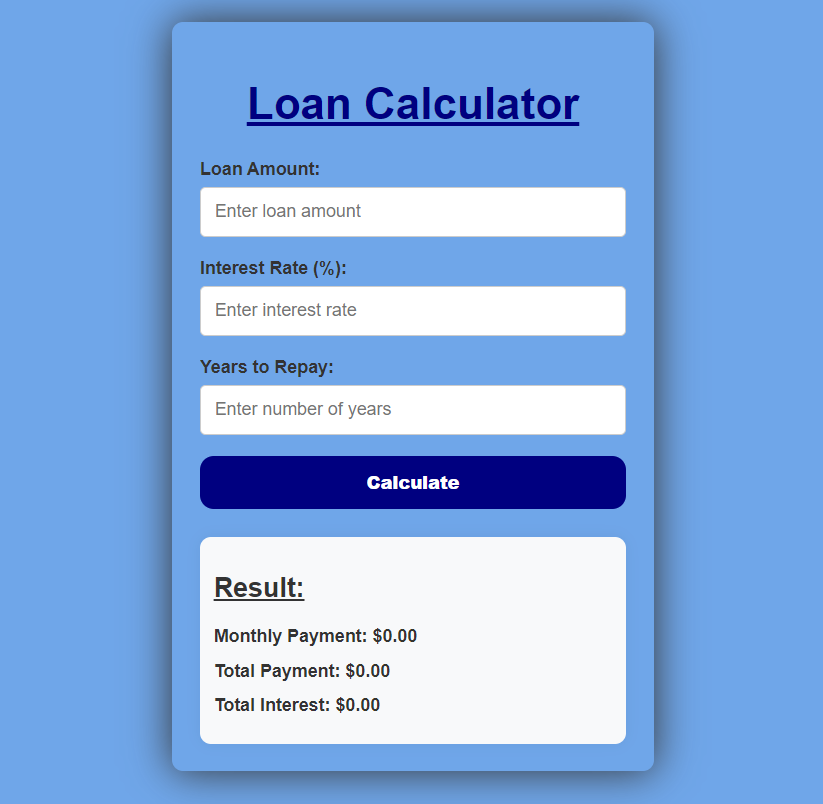 Loan Calculator
Loan Amount:
Enter loan amount
Interest Rate (%):
Enter interest rate
Years to Repay:
Enter number of years
Calculate
Result:
Monthly Payment: $0.00
Total Payment: $0.00
Total Interest: $0.00